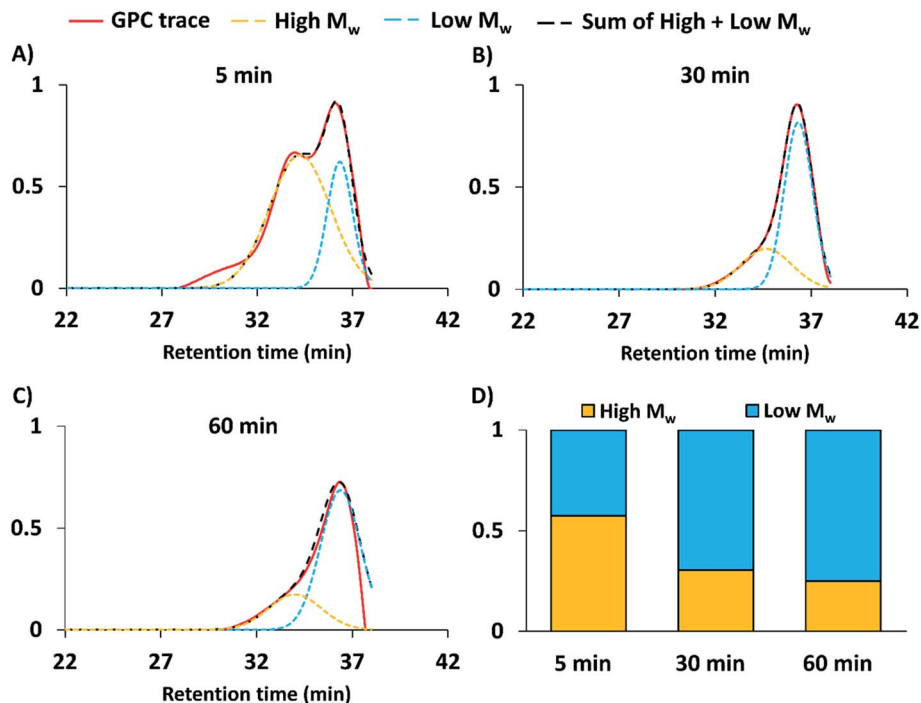 GPC trace High Mw Low Mw Sum of High + Low Mw
A)
5 min
1
0.5
0
22 27 32 37 42
Retention time (min)
B)
30 min
1
0.5
0
22 27 32 37 42
Retention time (min)
C)
60 min
1
0.5
0
22 27 32 37 42
Retention time (min)
D)
High Mw Low Mw
1
0.5
0
5 min 30 min 60 min